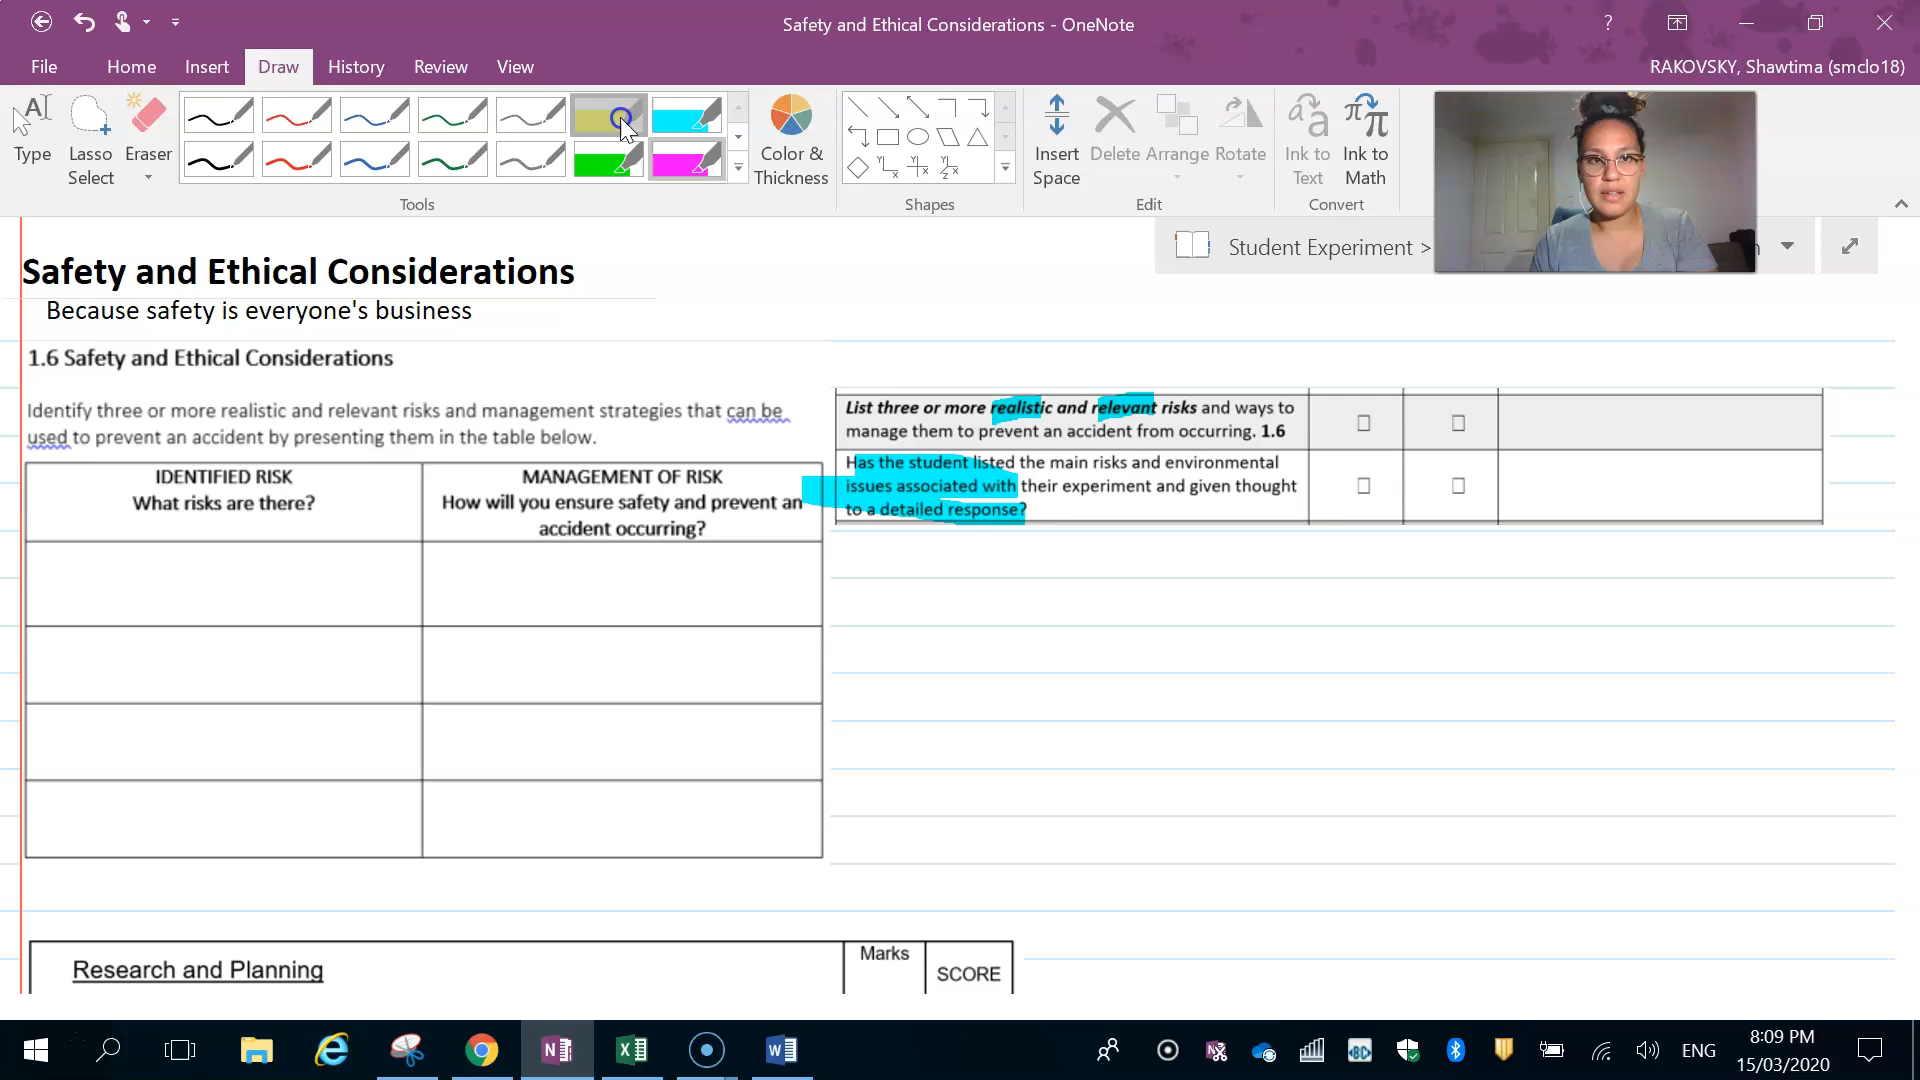 Safety and Ethical Considerations - OneNote
File Home Insert Draw History Review View
RAKOVSKY, Shawtima (smclo18)
Type
Lasso Select
Eraser
Tools
Color & Thickness
Shapes
Insert Space
Delete
Arrange
Rotate
Edit
Ink to Text
Ink to Math
Convert
Student Experiment >
Safety and Ethical Considerations
Because safety is everyone's business
1.6 Safety and Ethical Considerations
Identify three or more realistic and relevant risks and management strategies that can be
used to prevent an accident by presenting them in the table below.
IDENTIFIED RISK
What risks are there?
MANAGEMENT OF RISK
How will you ensure safety and prevent an
accident occurring?
List three or more realistic and relevant risks and ways to
manage them to prevent an accident from occurring. 1.6
Has the student listed the main risks and environmental
issues associated with their experiment and given thought
to a detailed response?
Research and Planning
Marks
SCORE
ENG
8:09 PM
15/03/2020